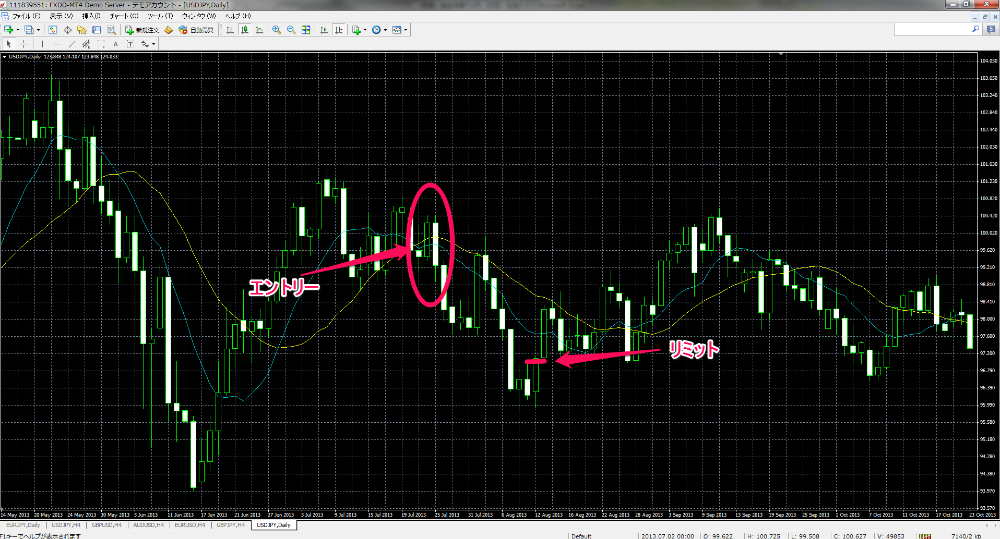 111839551: FXDD-MT4 Demo Server - デモアカウント - [USDJPY,Daily]
ファイル (F) 表示 (V) 挿入(I) チャート (C) ツール (T) ウィンドウ (W) ヘルプ (H)
新規注文 自動売買 5
A T
USDJPY,Daily 123.848 124.107 123.848 124.033
104.050
103.650
103.240
102.840
102.440
102.030
101.630
101.230
100.820
100.420
100.020
99.620
99.210
98.810
98.410
98.000
97.600
97.200
96.790
96.390
95.990
95.580
95.180
94.780
94.380
93.970
93.570
エントリー
リミット
14 May 2013 20 May 2013 24 May 2013 30 May 2013 5 Jun 2013 11 Jun 2013 17 Jun 2013 21 Jun 2013 27 Jun 2013 3 Jul 2013 9 Jul 2013 15 Jul 2013 19 Jul 2013 25 Jul 2013 31 Jul 2013 6 Aug 2013 12 Aug 2013 16 Aug 2013 22 Aug 2013 28 Aug 2013 3 Sep 2013 9 Sep 2013 13 Sep 2013 19 Sep 2013 25 Sep 2013 1 Oct 2013 7 Oct 2013 11 Oct 2013 17 Oct 2013 23 Oct 2013
EURJPY,Daily USDJPY,H4 GBPUSD,H4 AUDUSD,H4 EURUSD,H4 GBPJPY,H4 USDJPY,Daily
F1キーでヘルプが表示されます Default 2013.07.02 00:00 O: 99.622 H: 100.725 L: 99.508 C: 100.627 V: 49853 7140/2 kb